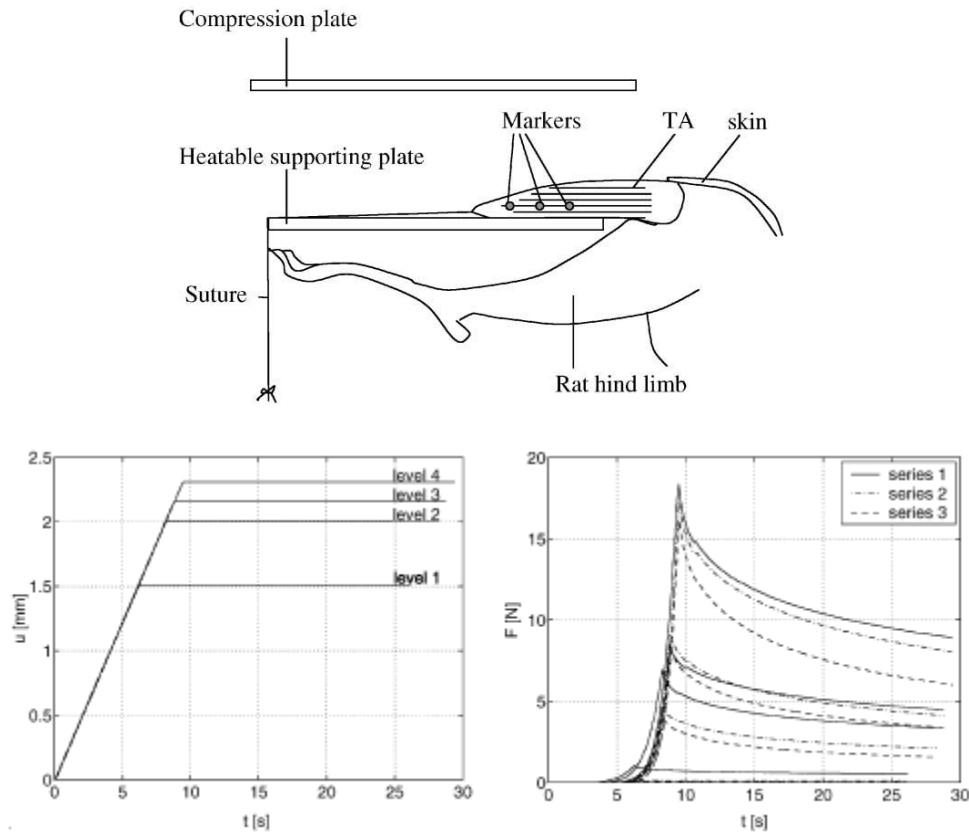 Compression plate
Markers
TA
skin
Heatable supporting plate
Suture
Rat hind limb
2.5
2
1.5
1
0.5
0
u [mm]
level 4
level 3
level 2
level 1
0 5 10 15 20 25 30
t [s]
20
15
10
5
0
F [N]
series 1
series 2
series 3
0 5 10 15 20 25 30
t [s]